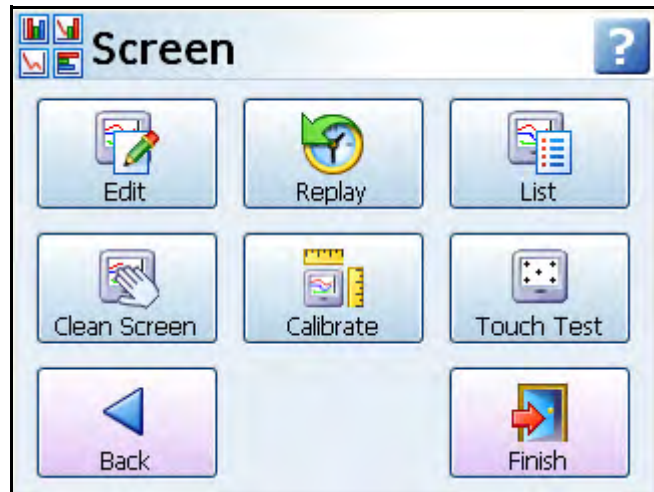 Screen
?
Edit
Replay
List
Clean Screen
Calibrate
Touch Test
Back
Finish